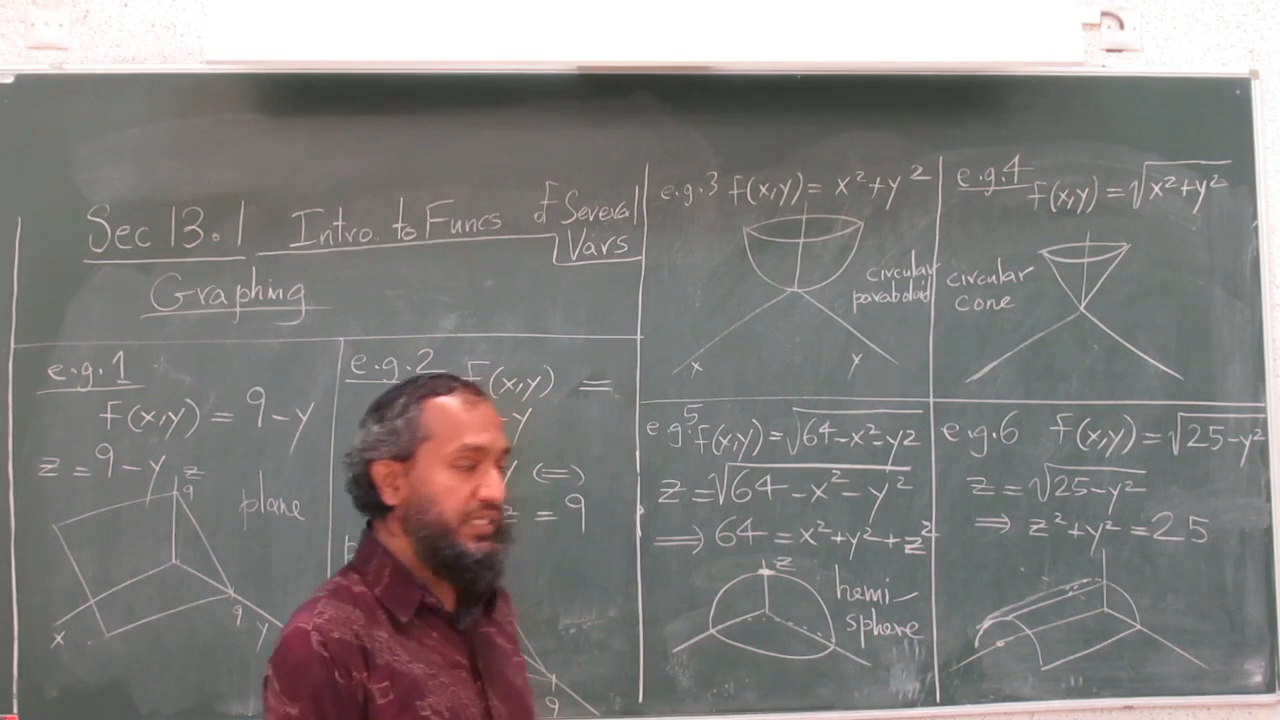 Sec 13.1 Intro. to Funcs of Several Vars
Graphing
e.g.1
f(x,y) = 9-y
z = 9-y
z
9
plane
x
9
y
e.g.2 f(x,y) =
-y
y (=)
² = 9
9
e.g.3 f(x,y) = x²+y²
circular paraboloid
x
y
e.g.4 f(x,y) = √x²+y²
circular cone
e.g.5 f(x,y) = √64-x²-y²
z = √64-x²-y²
⇒ 64 = x²+y²+z²
z
hemi-
sphere
e.g.6 f(x,y) = √25-y²
z = √25-y²
⇒ z²+y² = 25